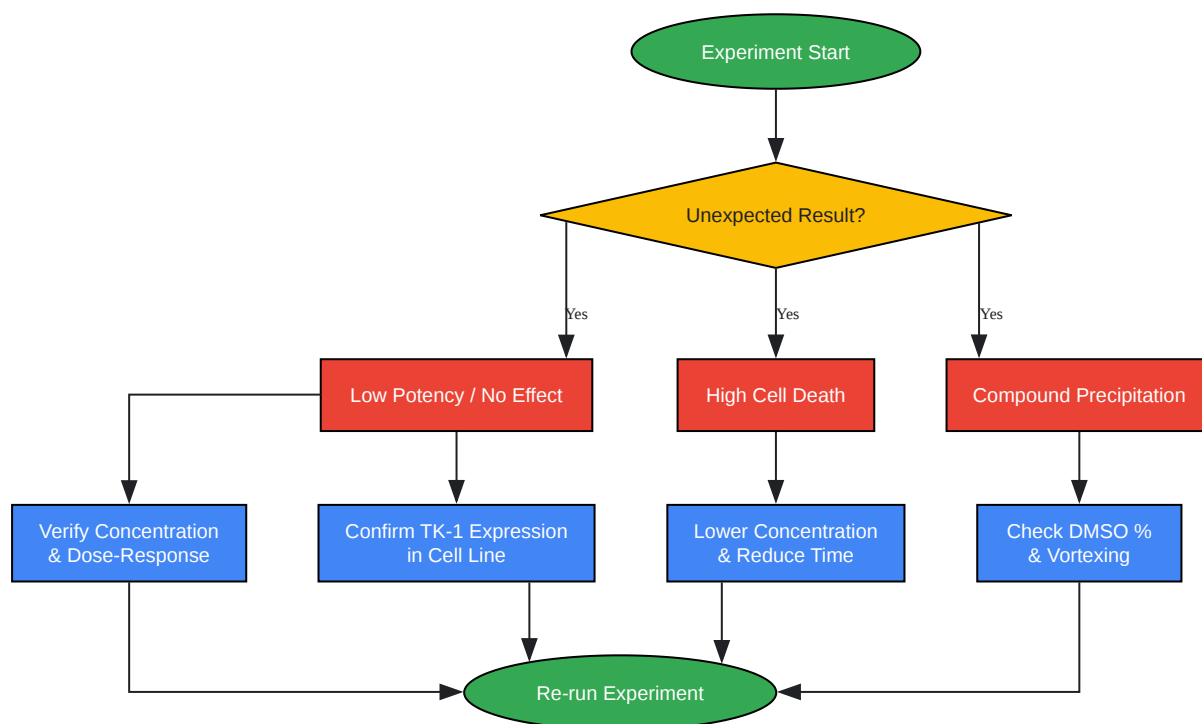 Experiment Start
Unexpected Result?
Yes
Yes
Yes
Low Potency / No Effect
High Cell Death
Compound Precipitation
Verify Concentration
& Dose-Response
Confirm TK-1 Expression
in Cell Line
Lower Concentration
& Reduce Time
Check DMSO %
& Vortexing
Re-run Experiment